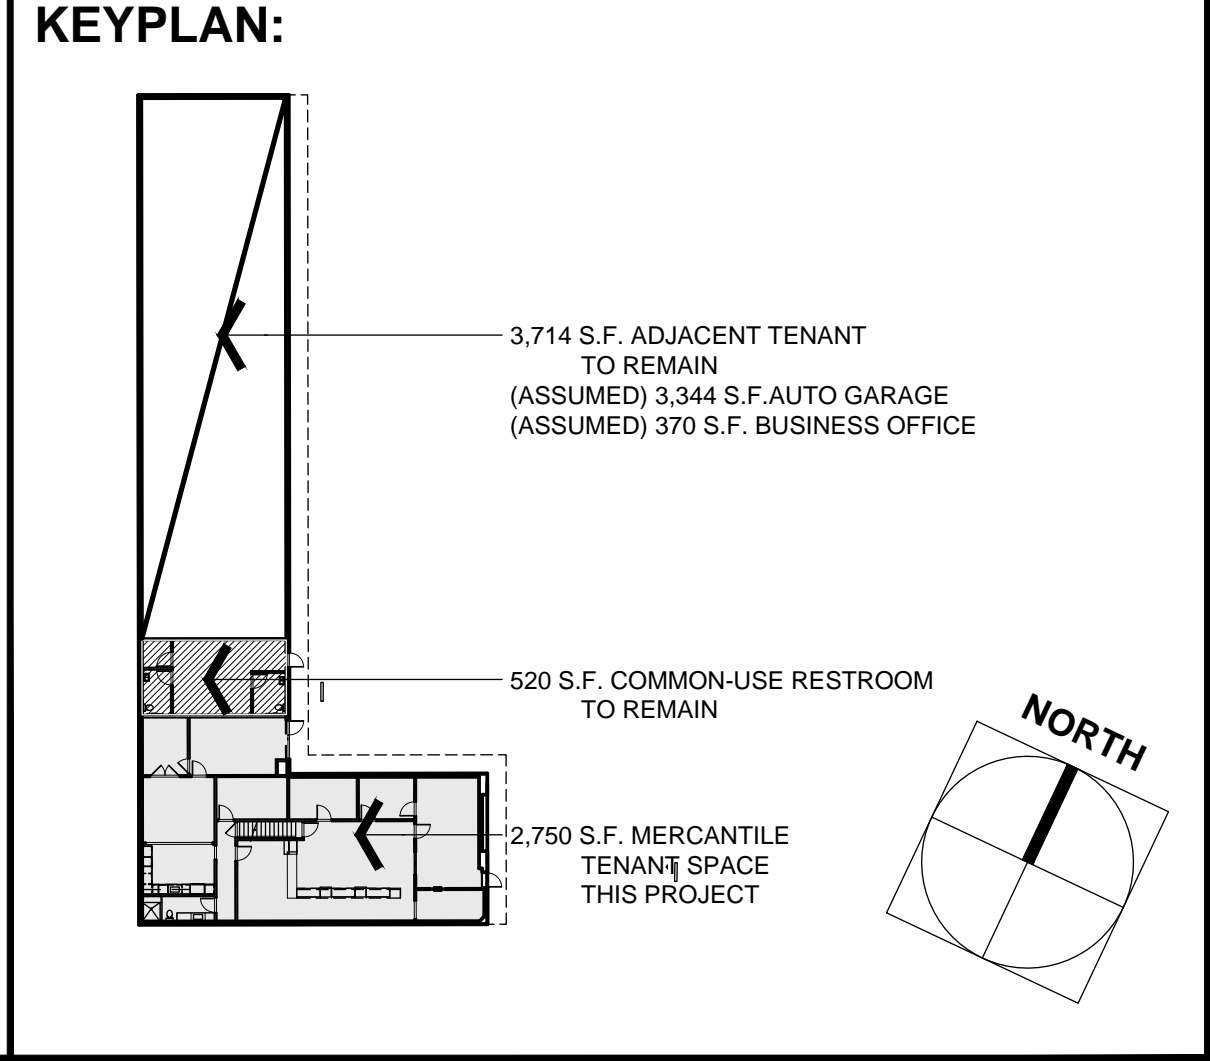 KEYPLAN:
3,714 S.F. ADJACENT TENANT
TO REMAIN
(ASSUMED) 3,344 S.F.AUTO GARAGE
(ASSUMED) 370 S.F. BUSINESS OFFICE
520 S.F. COMMON-USE RESTROOM
TO REMAIN
NORTH
2,750 S.F. MERCANTILE
TENANT SPACE
THIS PROJECT